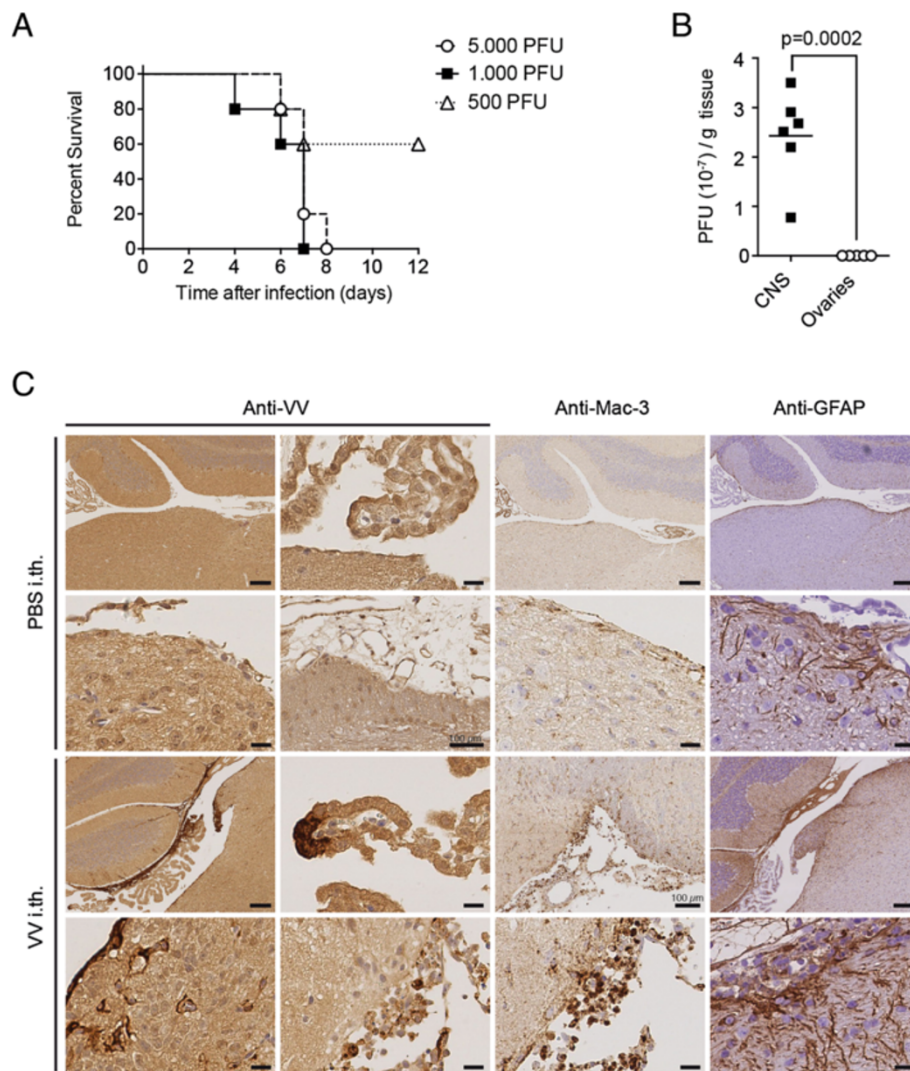 A
5.000 PFU
1.000 PFU
500 PFU
100
80
60
40
20
0
Percent Survival
0 2 4 6 8 10 12
Time after infection (days)
B
p=0.0002
4
3
2
1
0
PFU (10⁻⁷) / g tissue
CNS
Ovaries
C
Anti-VV Anti-Mac-3 Anti-GFAP
PBS i.th.
100 µm
VV i.th.
100 µm